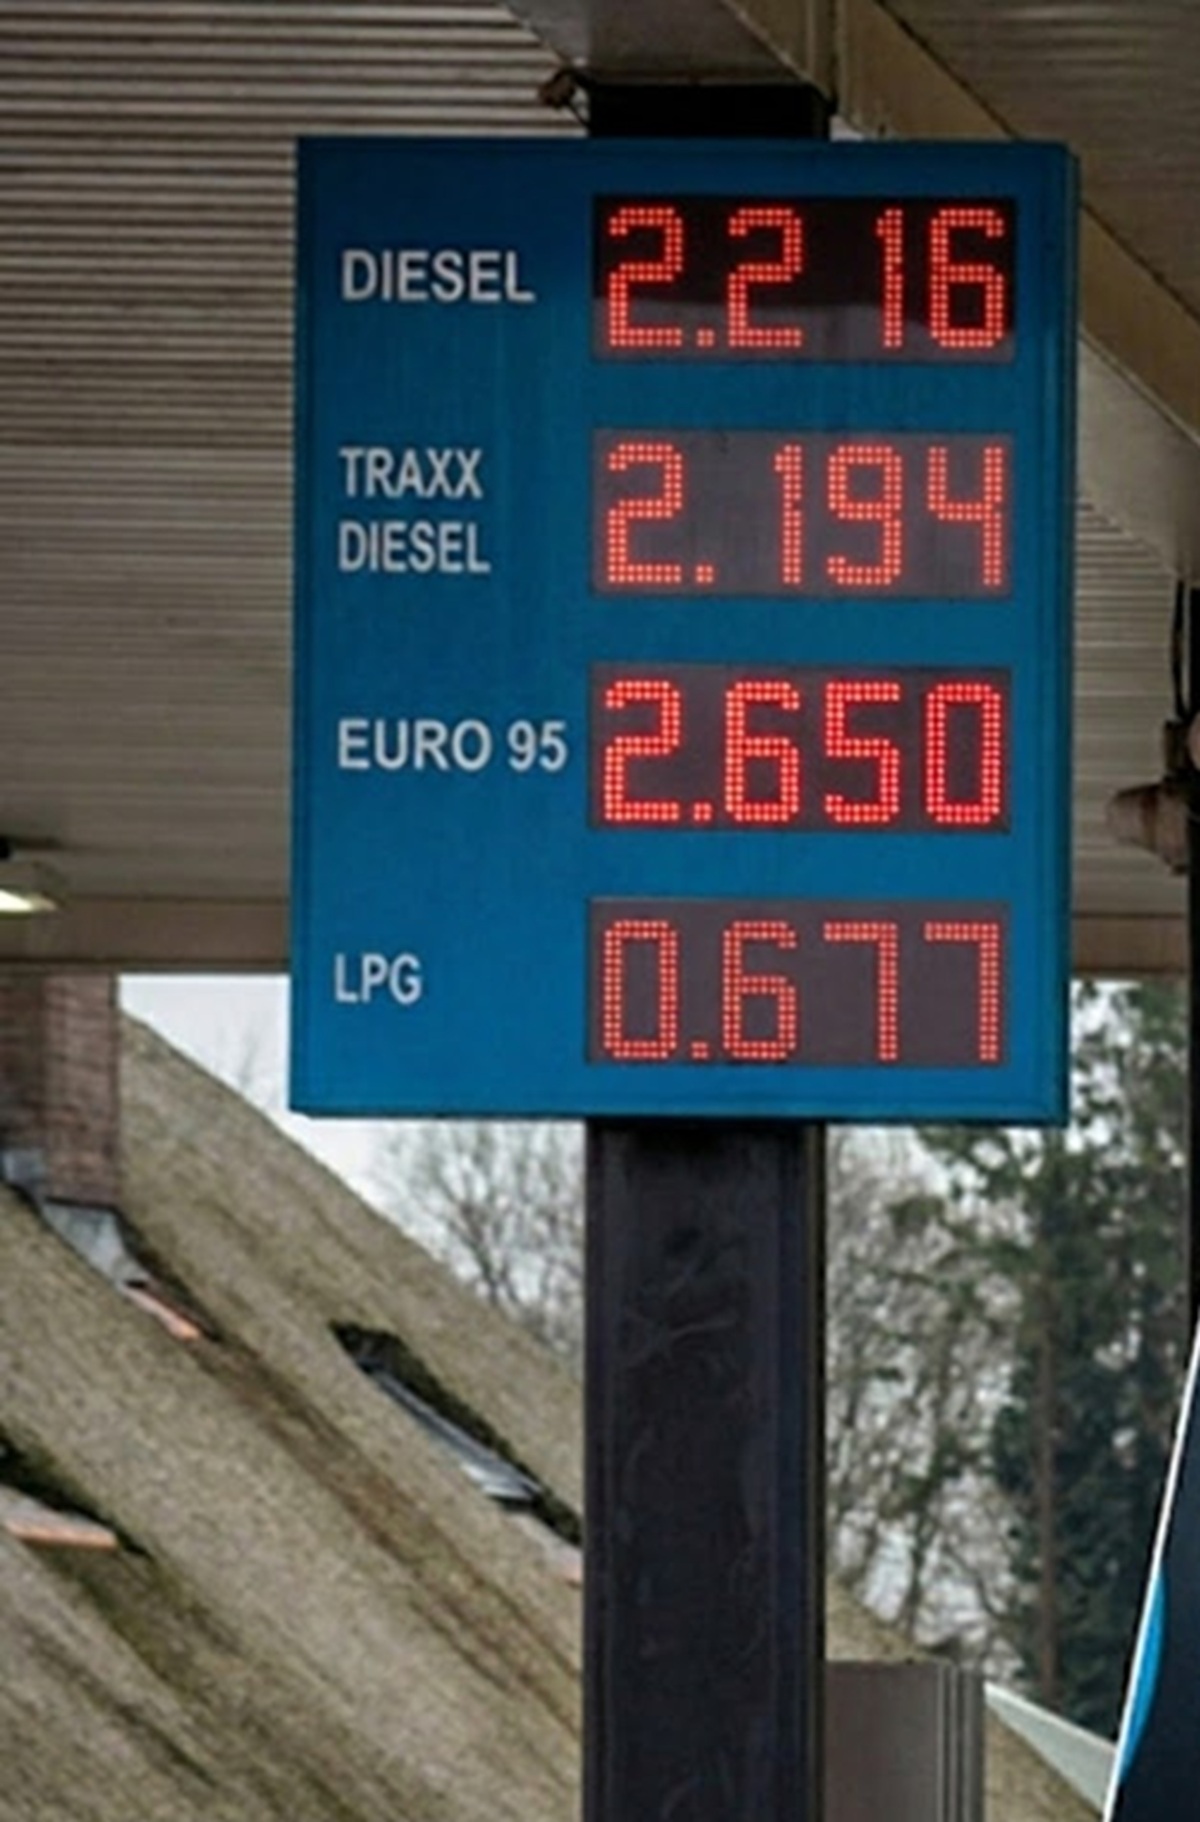 DIESEL 2.216
TRAXX
DIESEL 2.194
EURO 95 2.650
LPG 0.677